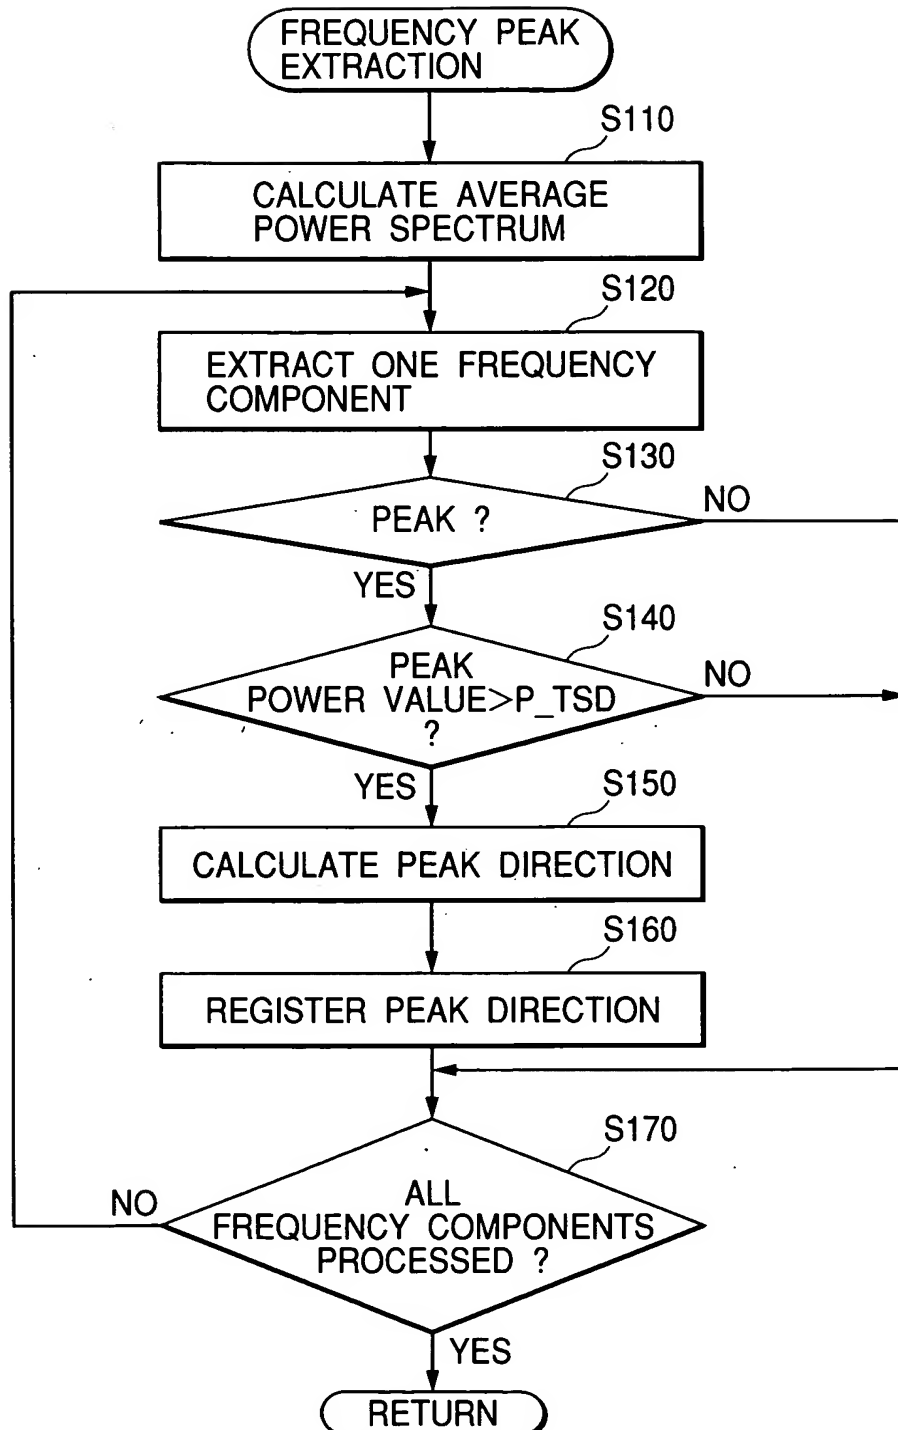 FREQUENCY PEAK
EXTRACTION
S110
CALCULATE AVERAGE
POWER SPECTRUM
S120
EXTRACT ONE FREQUENCY
COMPONENT
S130
PEAK ?
NO
YES
S140
PEAK
POWER VALUE>P_TSD
?
NO
YES
S150
CALCULATE PEAK DIRECTION
S160
REGISTER PEAK DIRECTION
S170
ALL
FREQUENCY COMPONENTS
PROCESSED ?
NO
YES
RETURN